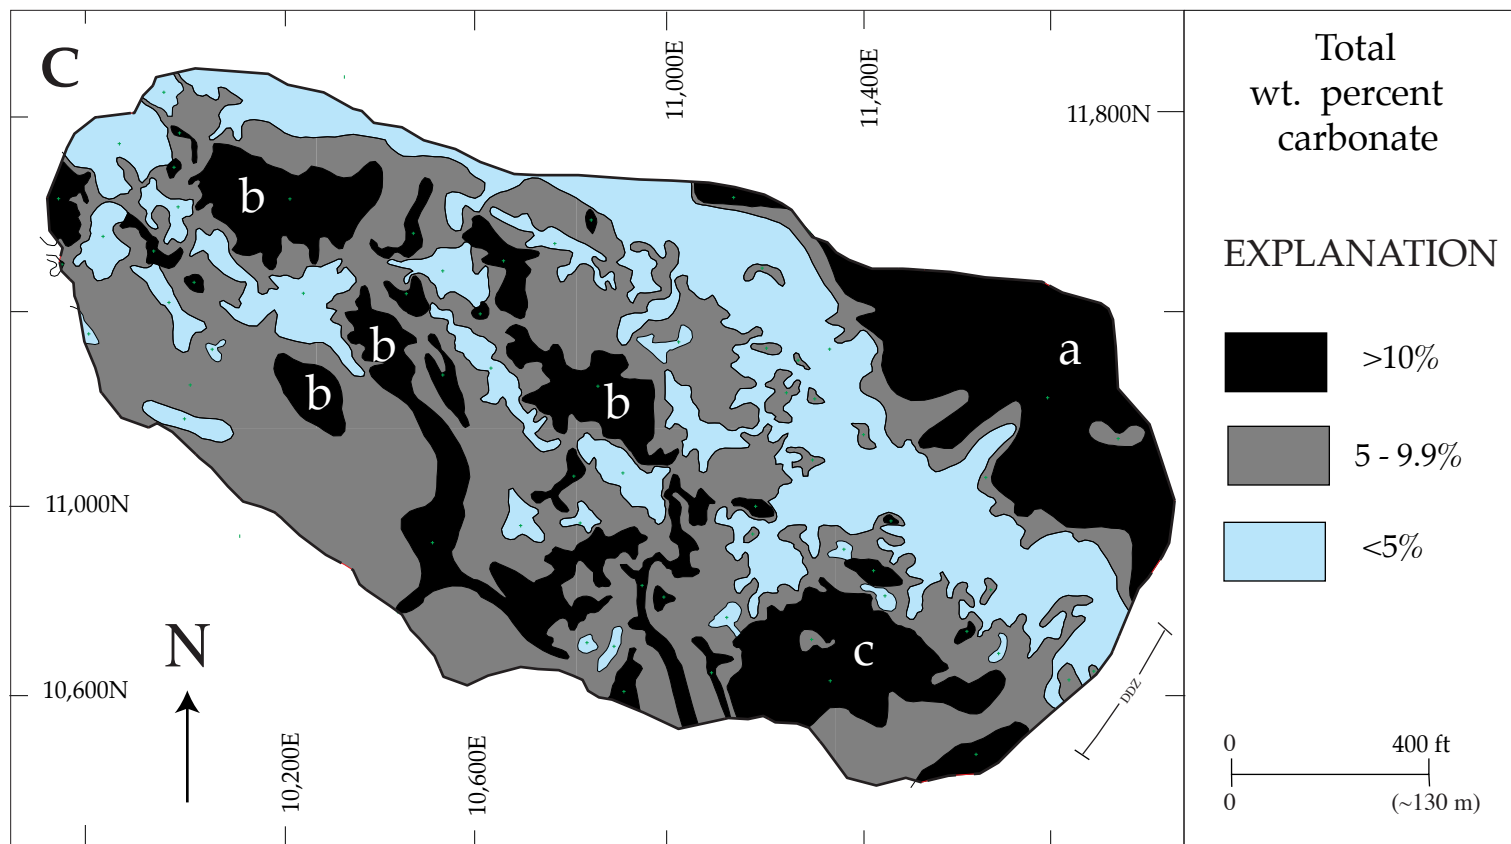 C
11,000E
11,400E
11,800N
b
b
b
b
a
c
11,000N
10,600N
N
10,200E
10,600E
DDZ
Total
wt. percent
carbonate
EXPLANATION
>10%
5 - 9.9%
<5%
0 400 ft
0 (~130 m)